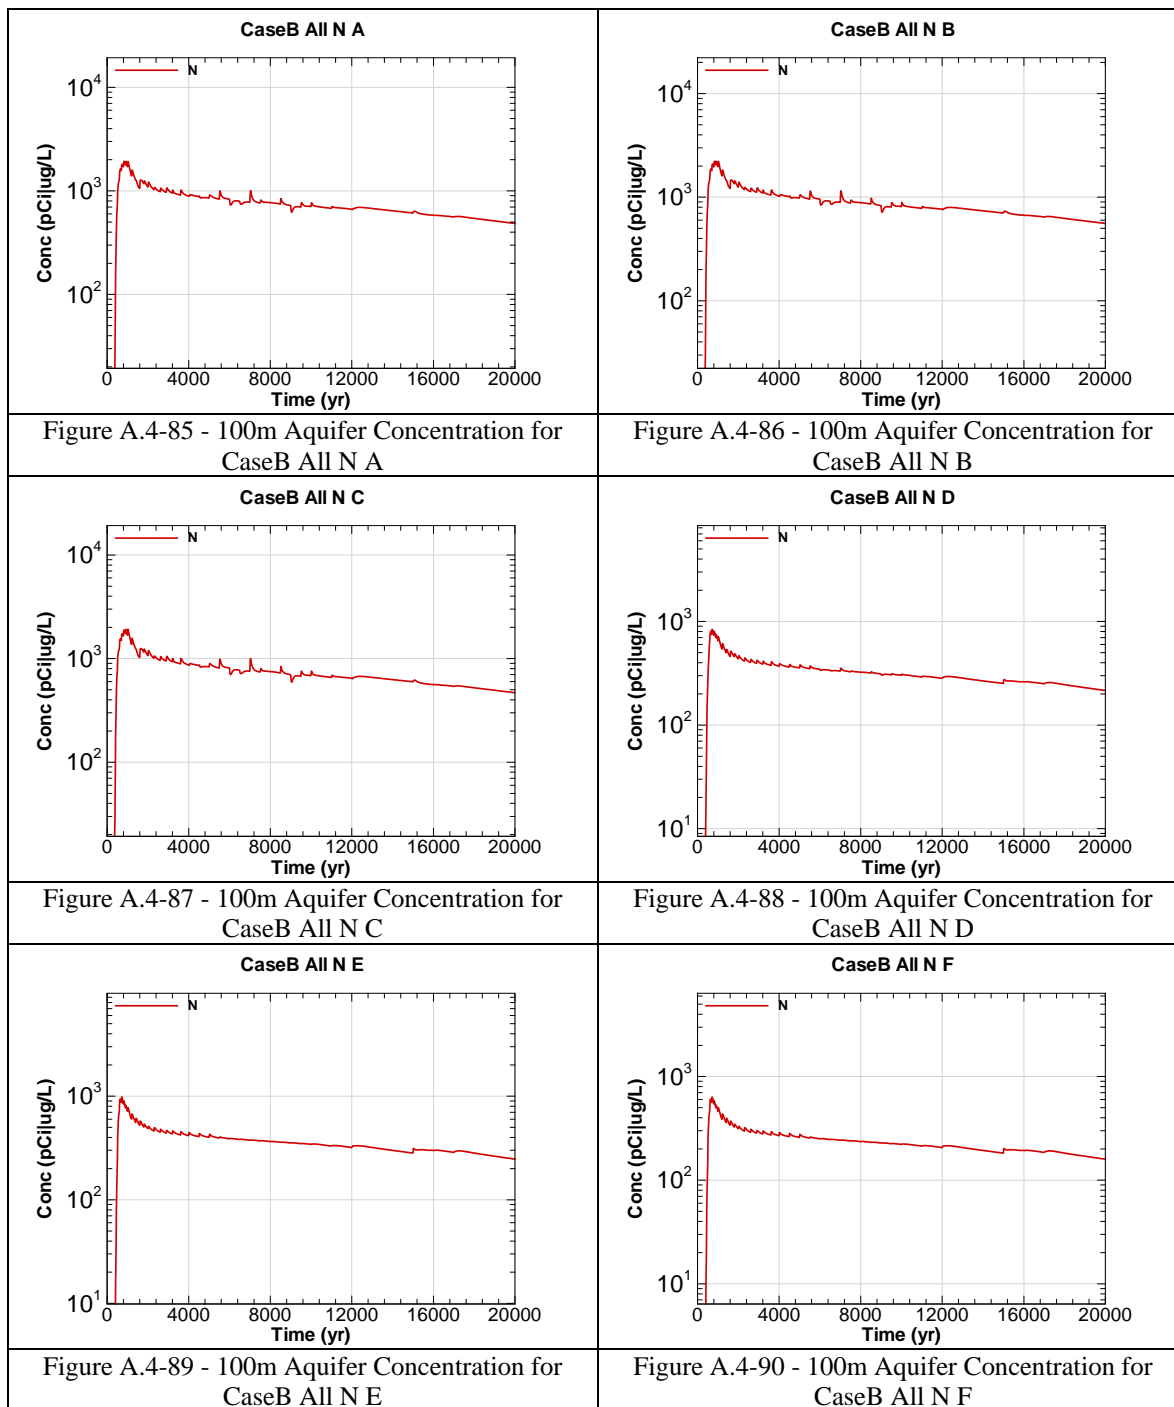 CaseB All N A
N
10^4
10^3
10^2
Conc (pCi|ug/L)
0 4000 8000 12000 16000 20000
Time (yr)
Figure A.4-85 - 100m Aquifer Concentration for
CaseB All N A
CaseB All N B
N
10^4
10^3
10^2
Conc (pCi|ug/L)
0 4000 8000 12000 16000 20000
Time (yr)
Figure A.4-86 - 100m Aquifer Concentration for
CaseB All N B
CaseB All N C
N
10^4
10^3
10^2
Conc (pCi|ug/L)
0 4000 8000 12000 16000 20000
Time (yr)
Figure A.4-87 - 100m Aquifer Concentration for
CaseB All N C
CaseB All N D
N
10^3
10^2
10^1
Conc (pCi|ug/L)
0 4000 8000 12000 16000 20000
Time (yr)
Figure A.4-88 - 100m Aquifer Concentration for
CaseB All N D
CaseB All N E
N
10^3
10^2
10^1
Conc (pCi|ug/L)
0 4000 8000 12000 16000 20000
Time (yr)
Figure A.4-89 - 100m Aquifer Concentration for
CaseB All N E
CaseB All N F
N
10^3
10^2
10^1
Conc (pCi|ug/L)
0 4000 8000 12000 16000 20000
Time (yr)
Figure A.4-90 - 100m Aquifer Concentration for
CaseB All N F